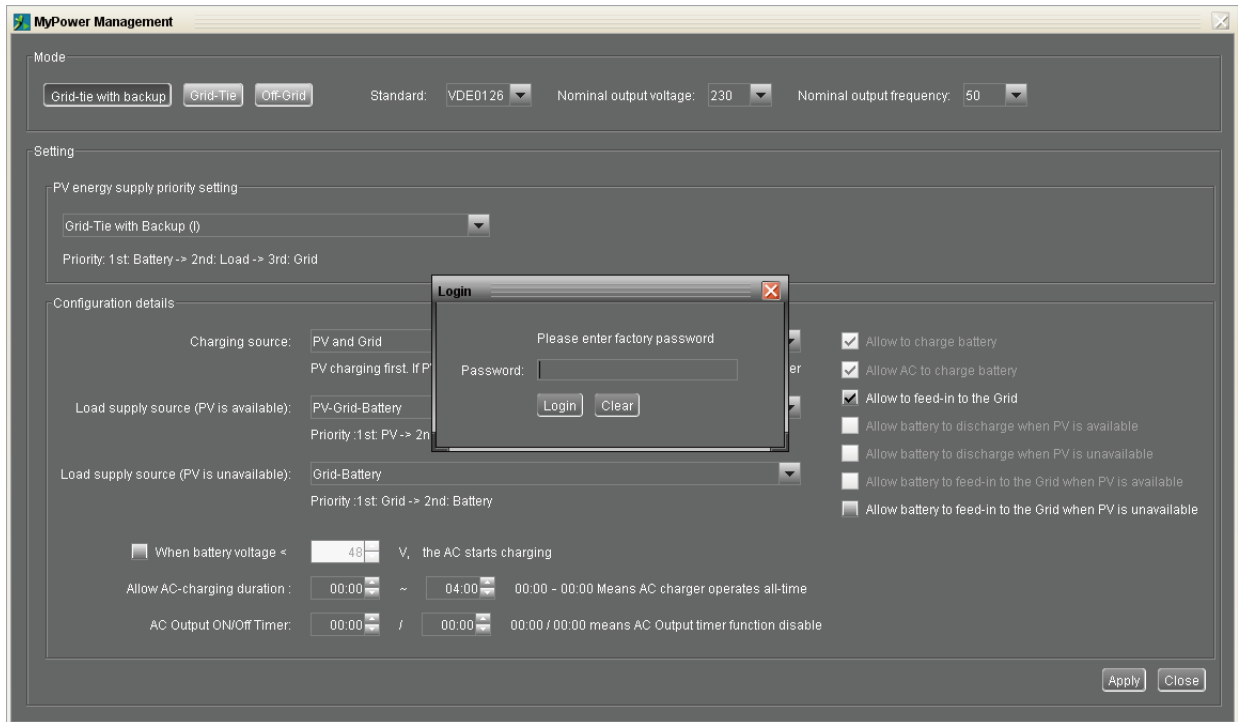 MyPower Management
Mode
Grid-tie with backup Grid-Tie Off-Grid Standard: VDE0126 Nominal output voltage: 230 Nominal output frequency: 50
Setting
PV energy supply priority setting
Grid-Tie with Backup (I)
Priority: 1st: Battery -> 2nd: Load -> 3rd: Grid
Configuration details
Charging source: PV and Grid
PV charging first. If er
Load supply source (PV is available): PV-Grid-Battery
Priority :1st: PV -> 2n
Load supply source (PV is unavailable): Grid-Battery
Priority :1st: Grid -> 2nd: Battery
When battery voltage < 48 V, the AC starts charging
Allow AC-charging duration : 00:00 ~ 04:00 00:00 - 00:00 Means AC charger operates all-time
AC Output ON/Off Timer: 00:00 / 00:00 00:00 / 00:00 means AC Output timer function disable
Allow to charge battery
Allow AC to charge battery
Allow to feed-in to the Grid
Allow battery to discharge when PV is available
Allow battery to discharge when PV is unavailable
Allow battery to feed-in to the Grid when PV is available
Allow battery to feed-in to the Grid when PV is unavailable
Login
Please enter factory password
Password:
Login Clear
Apply Close